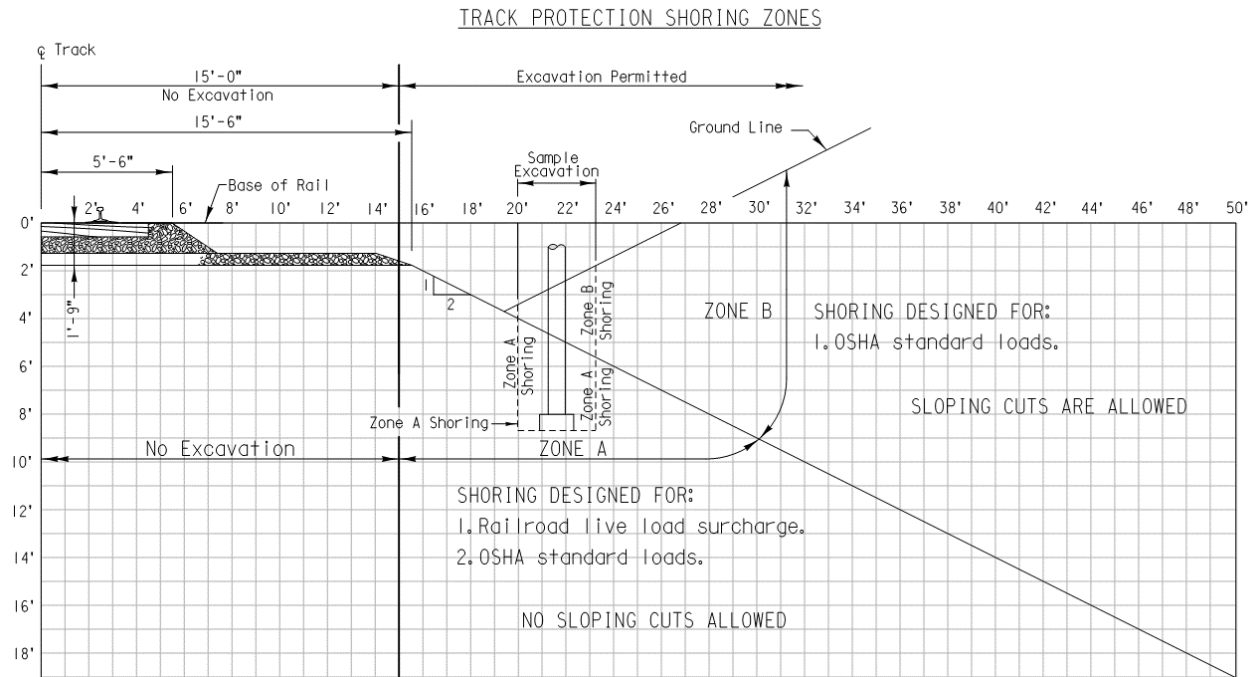 TRACK PROTECTION SHORING ZONES
℄ Track
15'-0"
No Excavation
Excavation Permitted
15'-6"
Ground Line
5'-6"
Sample
Excavation
Base of Rail
0' 2' 4' 6' 8' 10' 12' 14' 16' 18' 20' 22' 24' 26' 28' 30' 32' 34' 36' 38' 40' 42' 44' 46' 48' 50'
2'
1'-9"
1
2
4'
6'
8'
10'
12'
14'
16'
18'
Zone A
Shoring
Zone B
Shoring
Zone A
Shoring
Zone A Shoring
ZONE B
SHORING DESIGNED FOR:
1. OSHA standard loads.
SLOPING CUTS ARE ALLOWED
No Excavation
ZONE A
SHORING DESIGNED FOR:
1. Railroad live load surcharge.
2. OSHA standard loads.
NO SLOPING CUTS ALLOWED